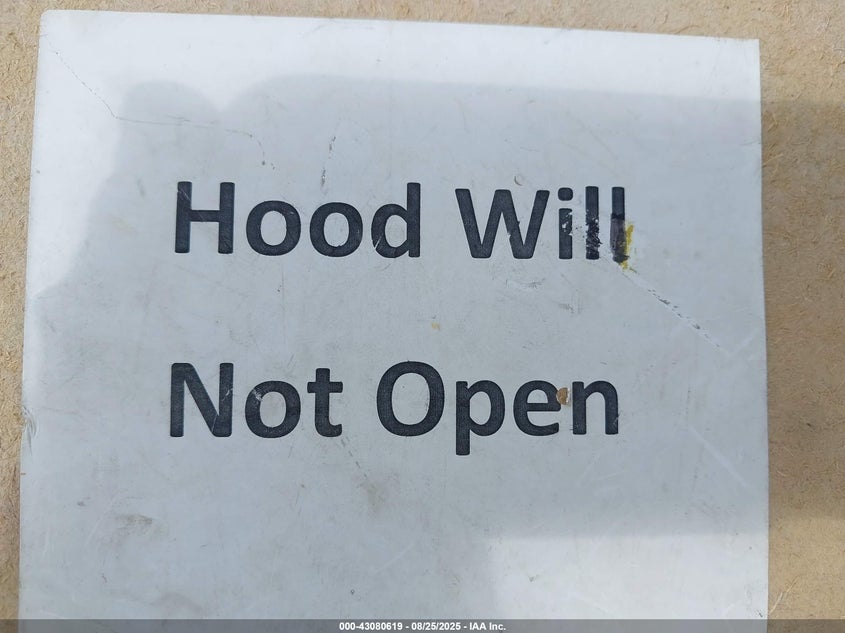 Hood Will
Not Open
000-43080619 - 08/25/2025 - IAA Inc.